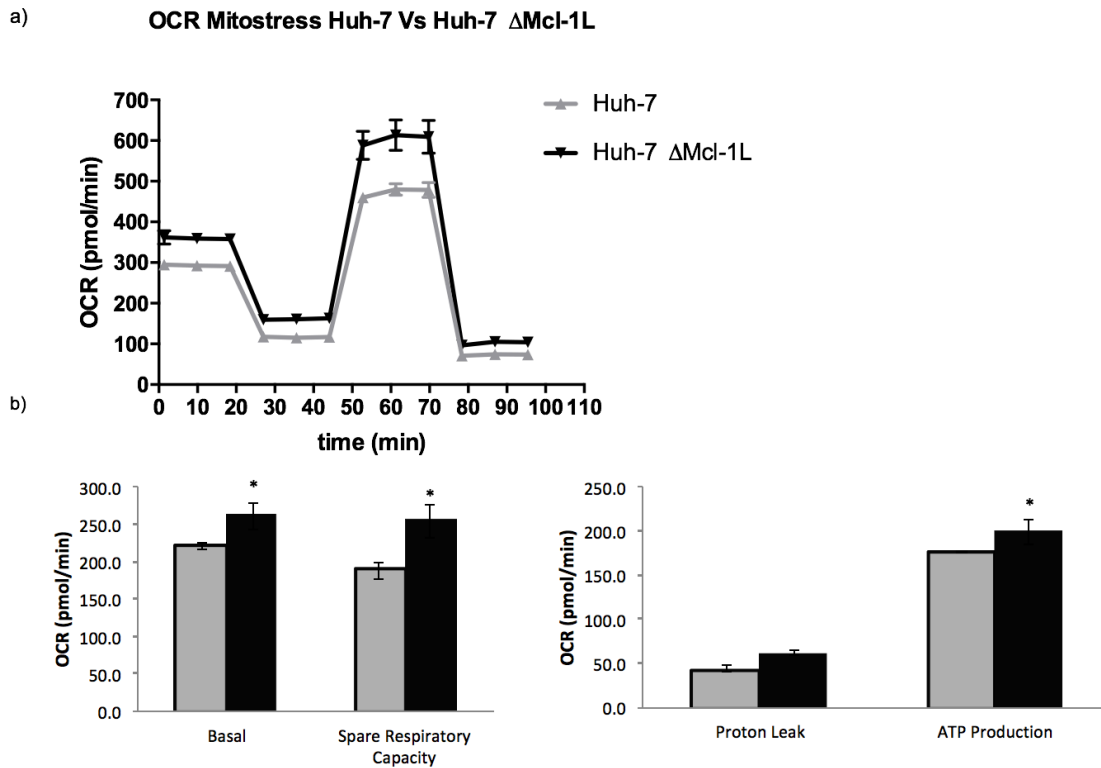 a)
OCR Mitostress Huh-7 Vs Huh-7 ΔMcl-1L
700
600
500
400
300
200
100
0
OCR (pmol/min)
0 10 20 30 40 50 60 70 80 90 100 110
time (min)
Huh-7
Huh-7 ΔMcl-1L
b)
300.0
250.0
200.0
150.0
100.0
50.0
0.0
OCR (pmol/min)
* *
Basal
Spare Respiratory
Capacity
250.0
200.0
150.0
100.0
50.0
0.0
OCR (pmol/min)
*
Proton Leak
ATP Production